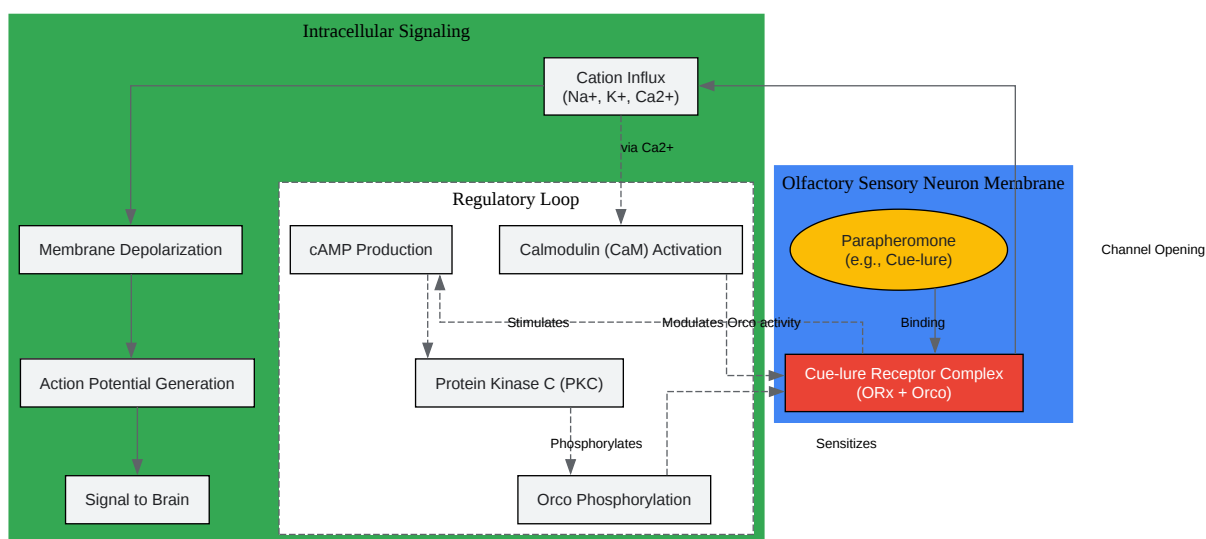 Intracellular Signaling
Cation Influx
(Na+, K+, Ca2+)
via Ca2+
Olfactory Sensory Neuron Membrane
Regulatory Loop
Membrane Depolarization
cAMP Production
Calmodulin (CaM) Activation
Parapheromone
(e.g., Cue-lure)
Channel Opening
Stimulates
Modulates Orco activity
Binding
Action Potential Generation
Protein Kinase C (PKC)
Cue-lure Receptor Complex
(ORx + Orco)
Phosphorylates
Sensitizes
Signal to Brain
Orco Phosphorylation